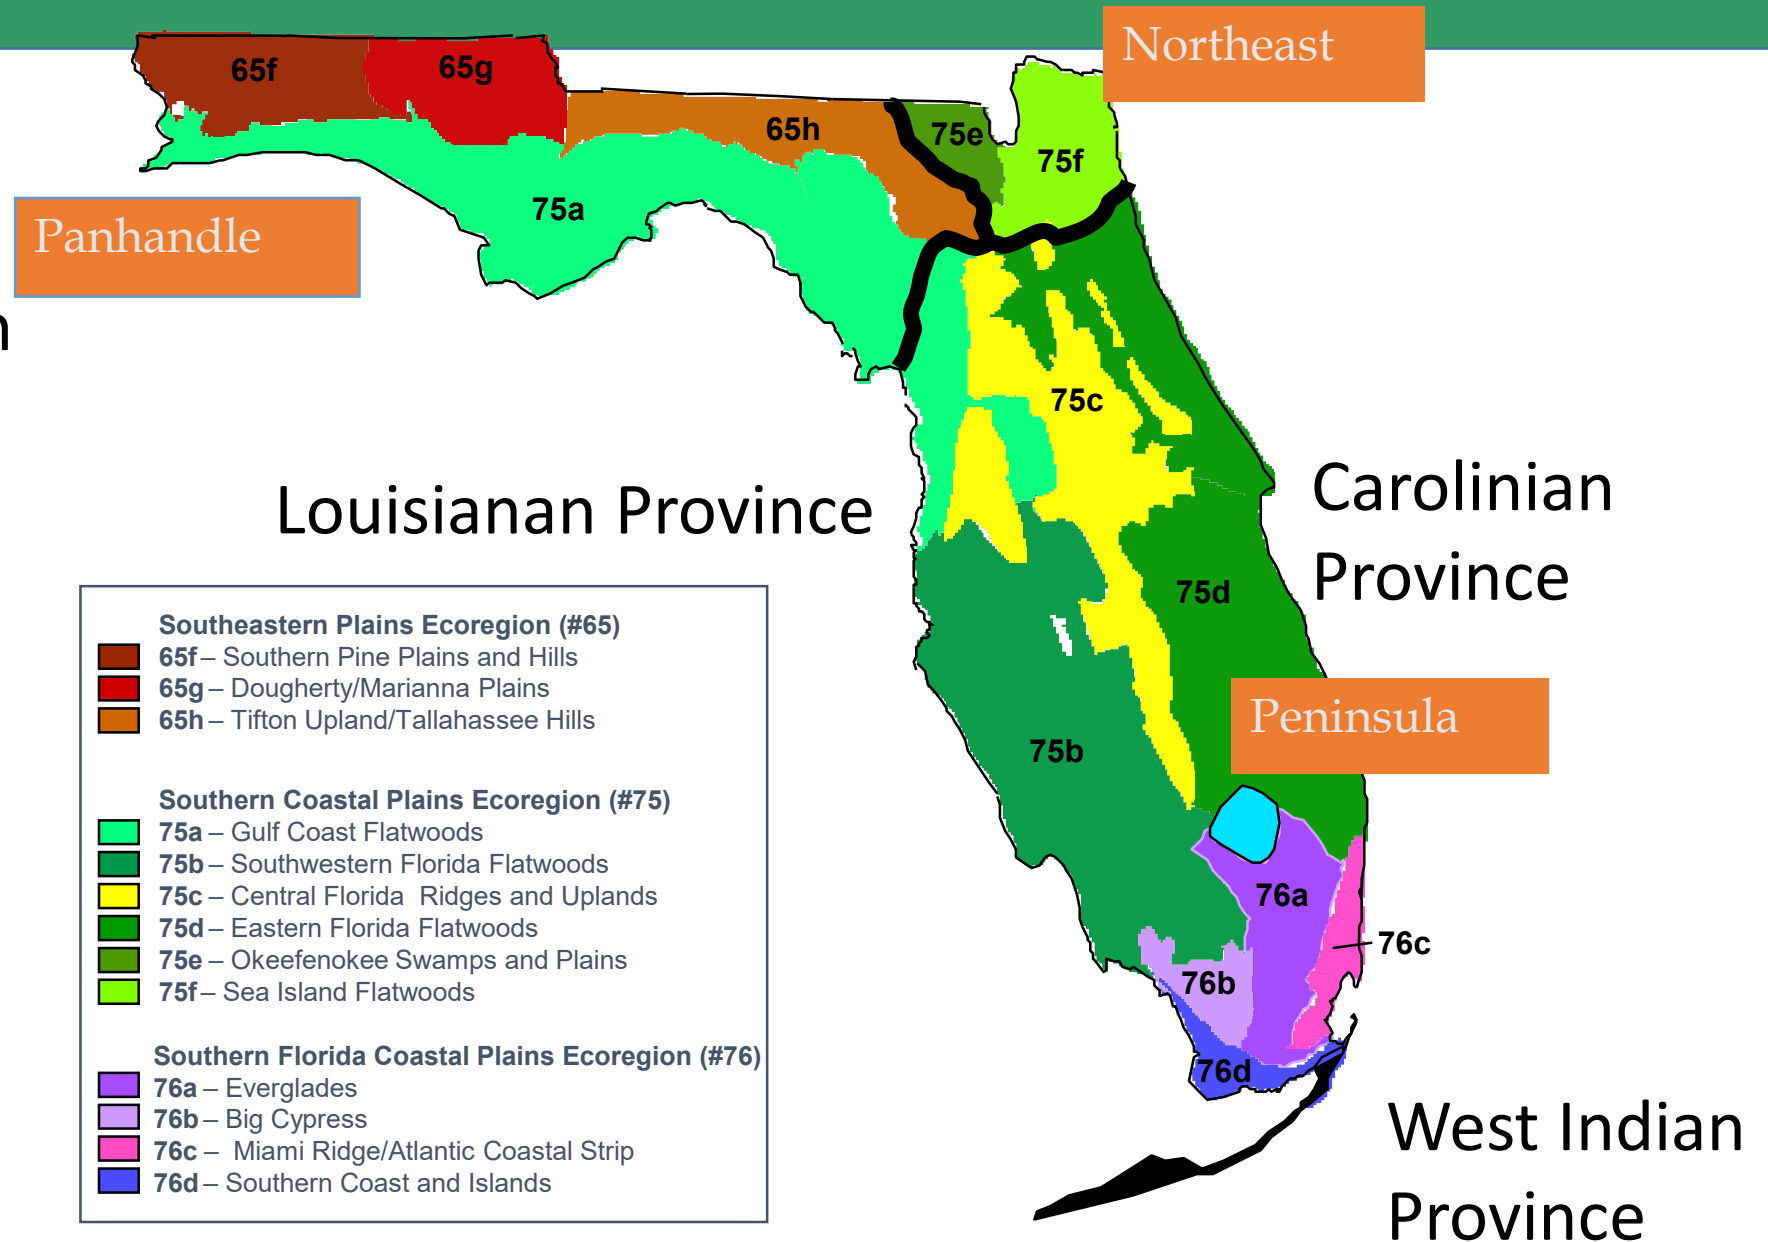 Northeast
65f
65g
65h
75e
75f
75a
Panhandle
n
75c
Louisianan Province
Carolinian
Province
75d
Peninsula
75b
76a
76c
76b
76d
West Indian
Province
Southeastern Plains Ecoregion (#65)
65f – Southern Pine Plains and Hills
65g – Dougherty/Marianna Plains
65h – Tifton Upland/Tallahassee Hills
Southern Coastal Plains Ecoregion (#75)
75a – Gulf Coast Flatwoods
75b – Southwestern Florida Flatwoods
75c – Central Florida Ridges and Uplands
75d – Eastern Florida Flatwoods
75e – Okeefenokee Swamps and Plains
75f – Sea Island Flatwoods
Southern Florida Coastal Plains Ecoregion (#76)
76a – Everglades
76b – Big Cypress
76c – Miami Ridge/Atlantic Coastal Strip
76d – Southern Coast and Islands